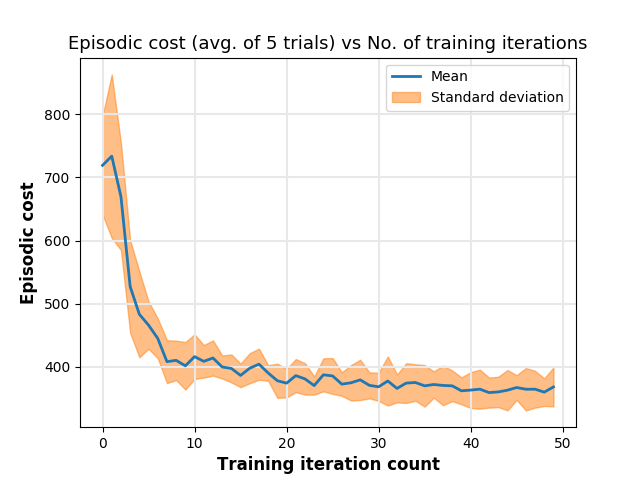 Episodic cost (avg. of 5 trials) vs No. of training iterations
Mean
Standard deviation
800
700
600
500
400
Episodic cost
0
10
20
30
40
50
Training iteration count